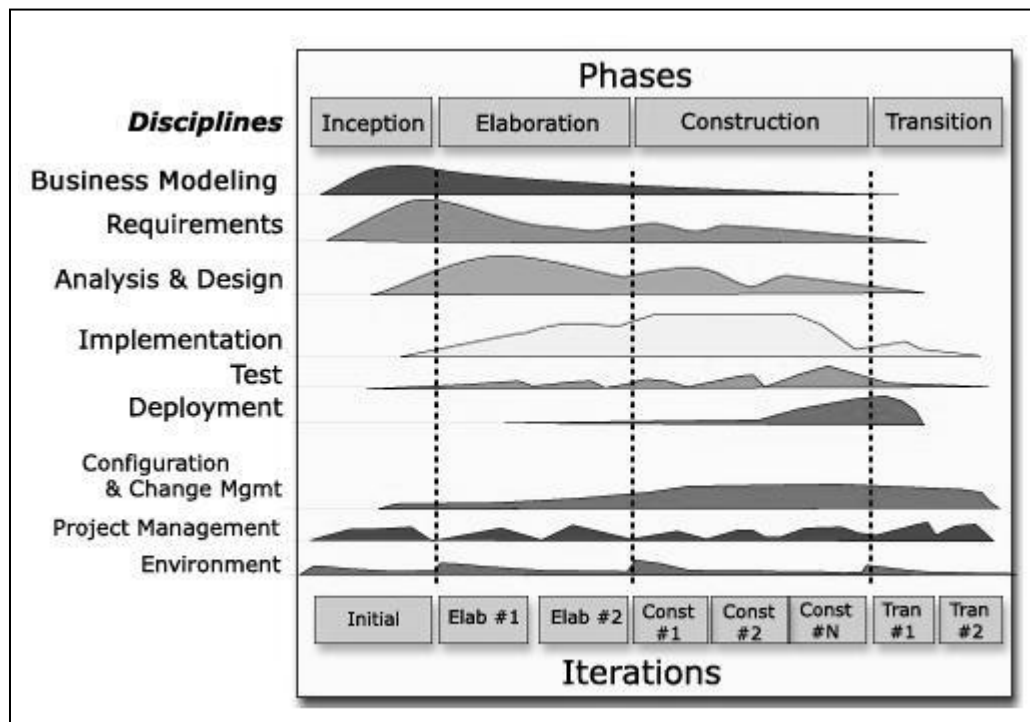 Phases
Disciplines
Inception
Elaboration
Construction
Transition
Business Modeling
Requirements
Analysis & Design
Implementation
Test
Deployment
Configuration
& Change Mgmt
Project Management
Environment
Initial
Elab #1
Elab #2
Const
#1
Const
#2
Const
#N
Tran
#1
Tran
#2
Iterations